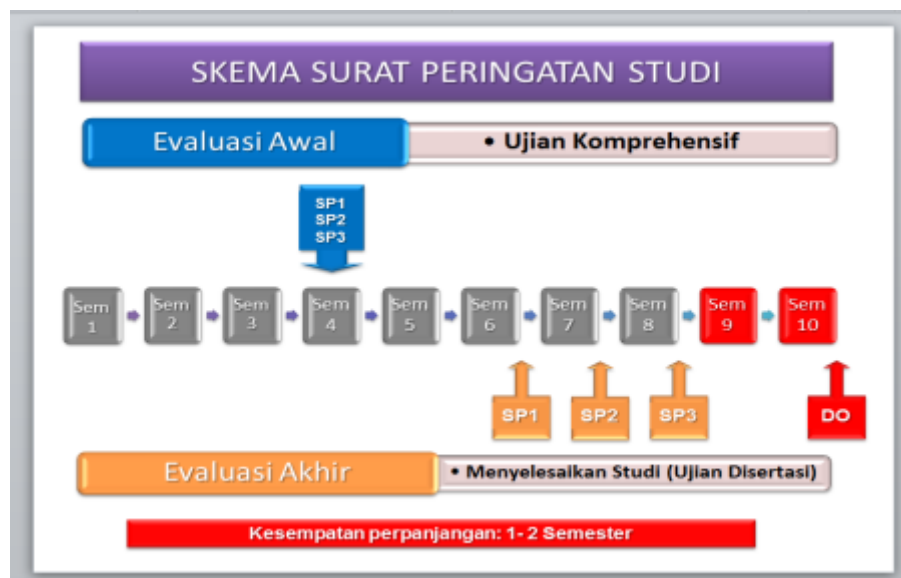 SKEMA SURAT PERINGATAN STUDI
Evaluasi Awal
• Ujian Komprehensif
SP1
SP2
SP3
Sem 1
Sem 2
Sem 3
Sem 4
Sem 5
Sem 6
Sem 7
Sem 8
Sem 9
Sem 10
SP1
SP2
SP3
DO
Evaluasi Akhir
• Menyelesaikan Studi (Ujian Disertasi)
Kesempatan perpanjangan: 1- 2 Semester